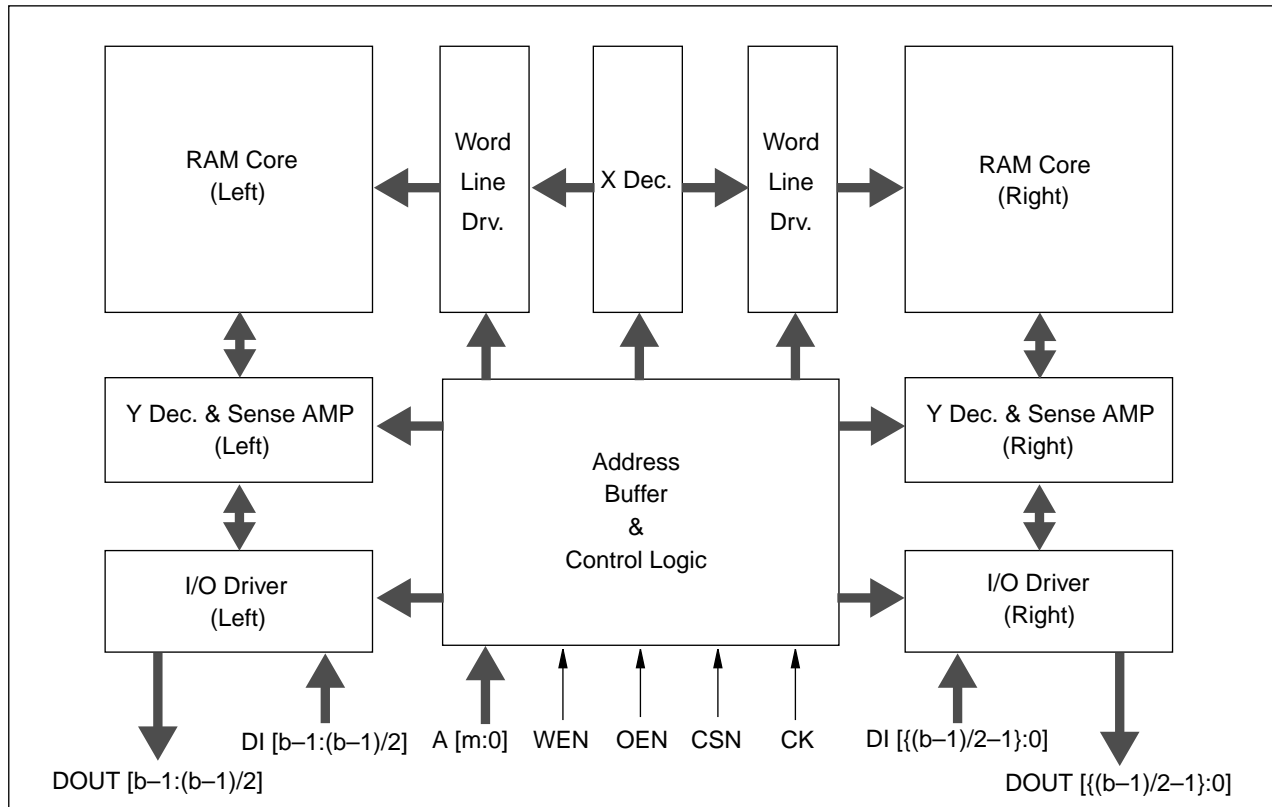 RAM Core
(Left)
Word
Line
Drv.
X Dec.
Word
Line
Drv.
RAM Core
(Right)
Y Dec. & Sense AMP
(Left)
Address
Buffer
&
Control Logic
Y Dec. & Sense AMP
(Right)
I/O Driver
(Left)
I/O Driver
(Right)
DI [b–1:(b–1)/2]
A [m:0]
WEN
OEN
CSN
CK
DI [{(b–1)/2–1}:0]
DOUT [b–1:(b–1)/2]
DOUT [{(b–1)/2–1}:0]